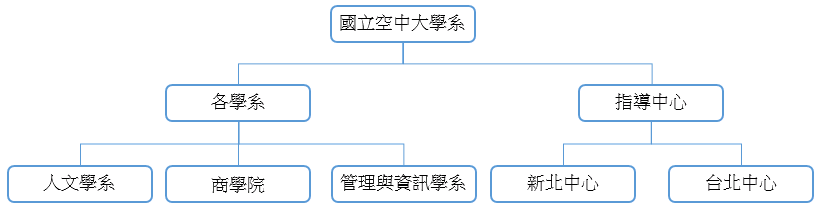 國立空中大學系
各學系
指導中心
人文學系
商學院
管理與資訊學系
新北中心
台北中心